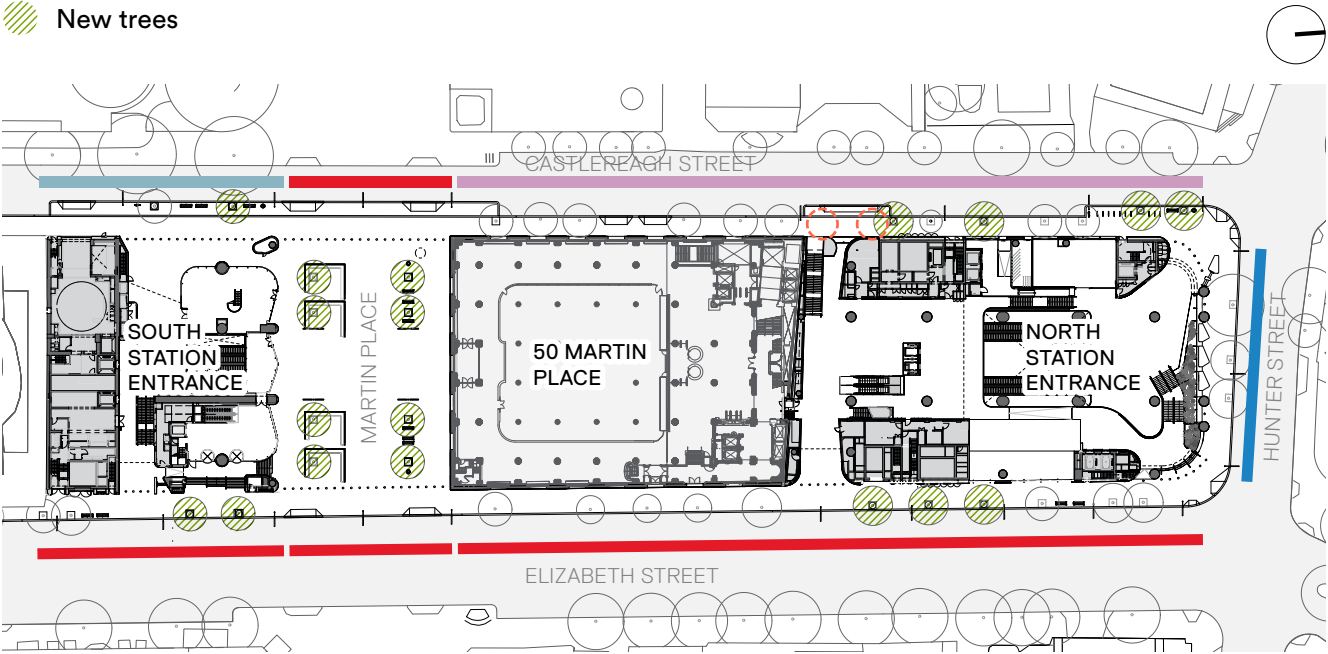 New trees
CASTLEREAGH STREET
SOUTH
STATION
ENTRANCE
MARTIN PLACE
50 MARTIN
PLACE
NORTH
STATION
ENTRANCE
HUNTER STREET
ELIZABETH STREET